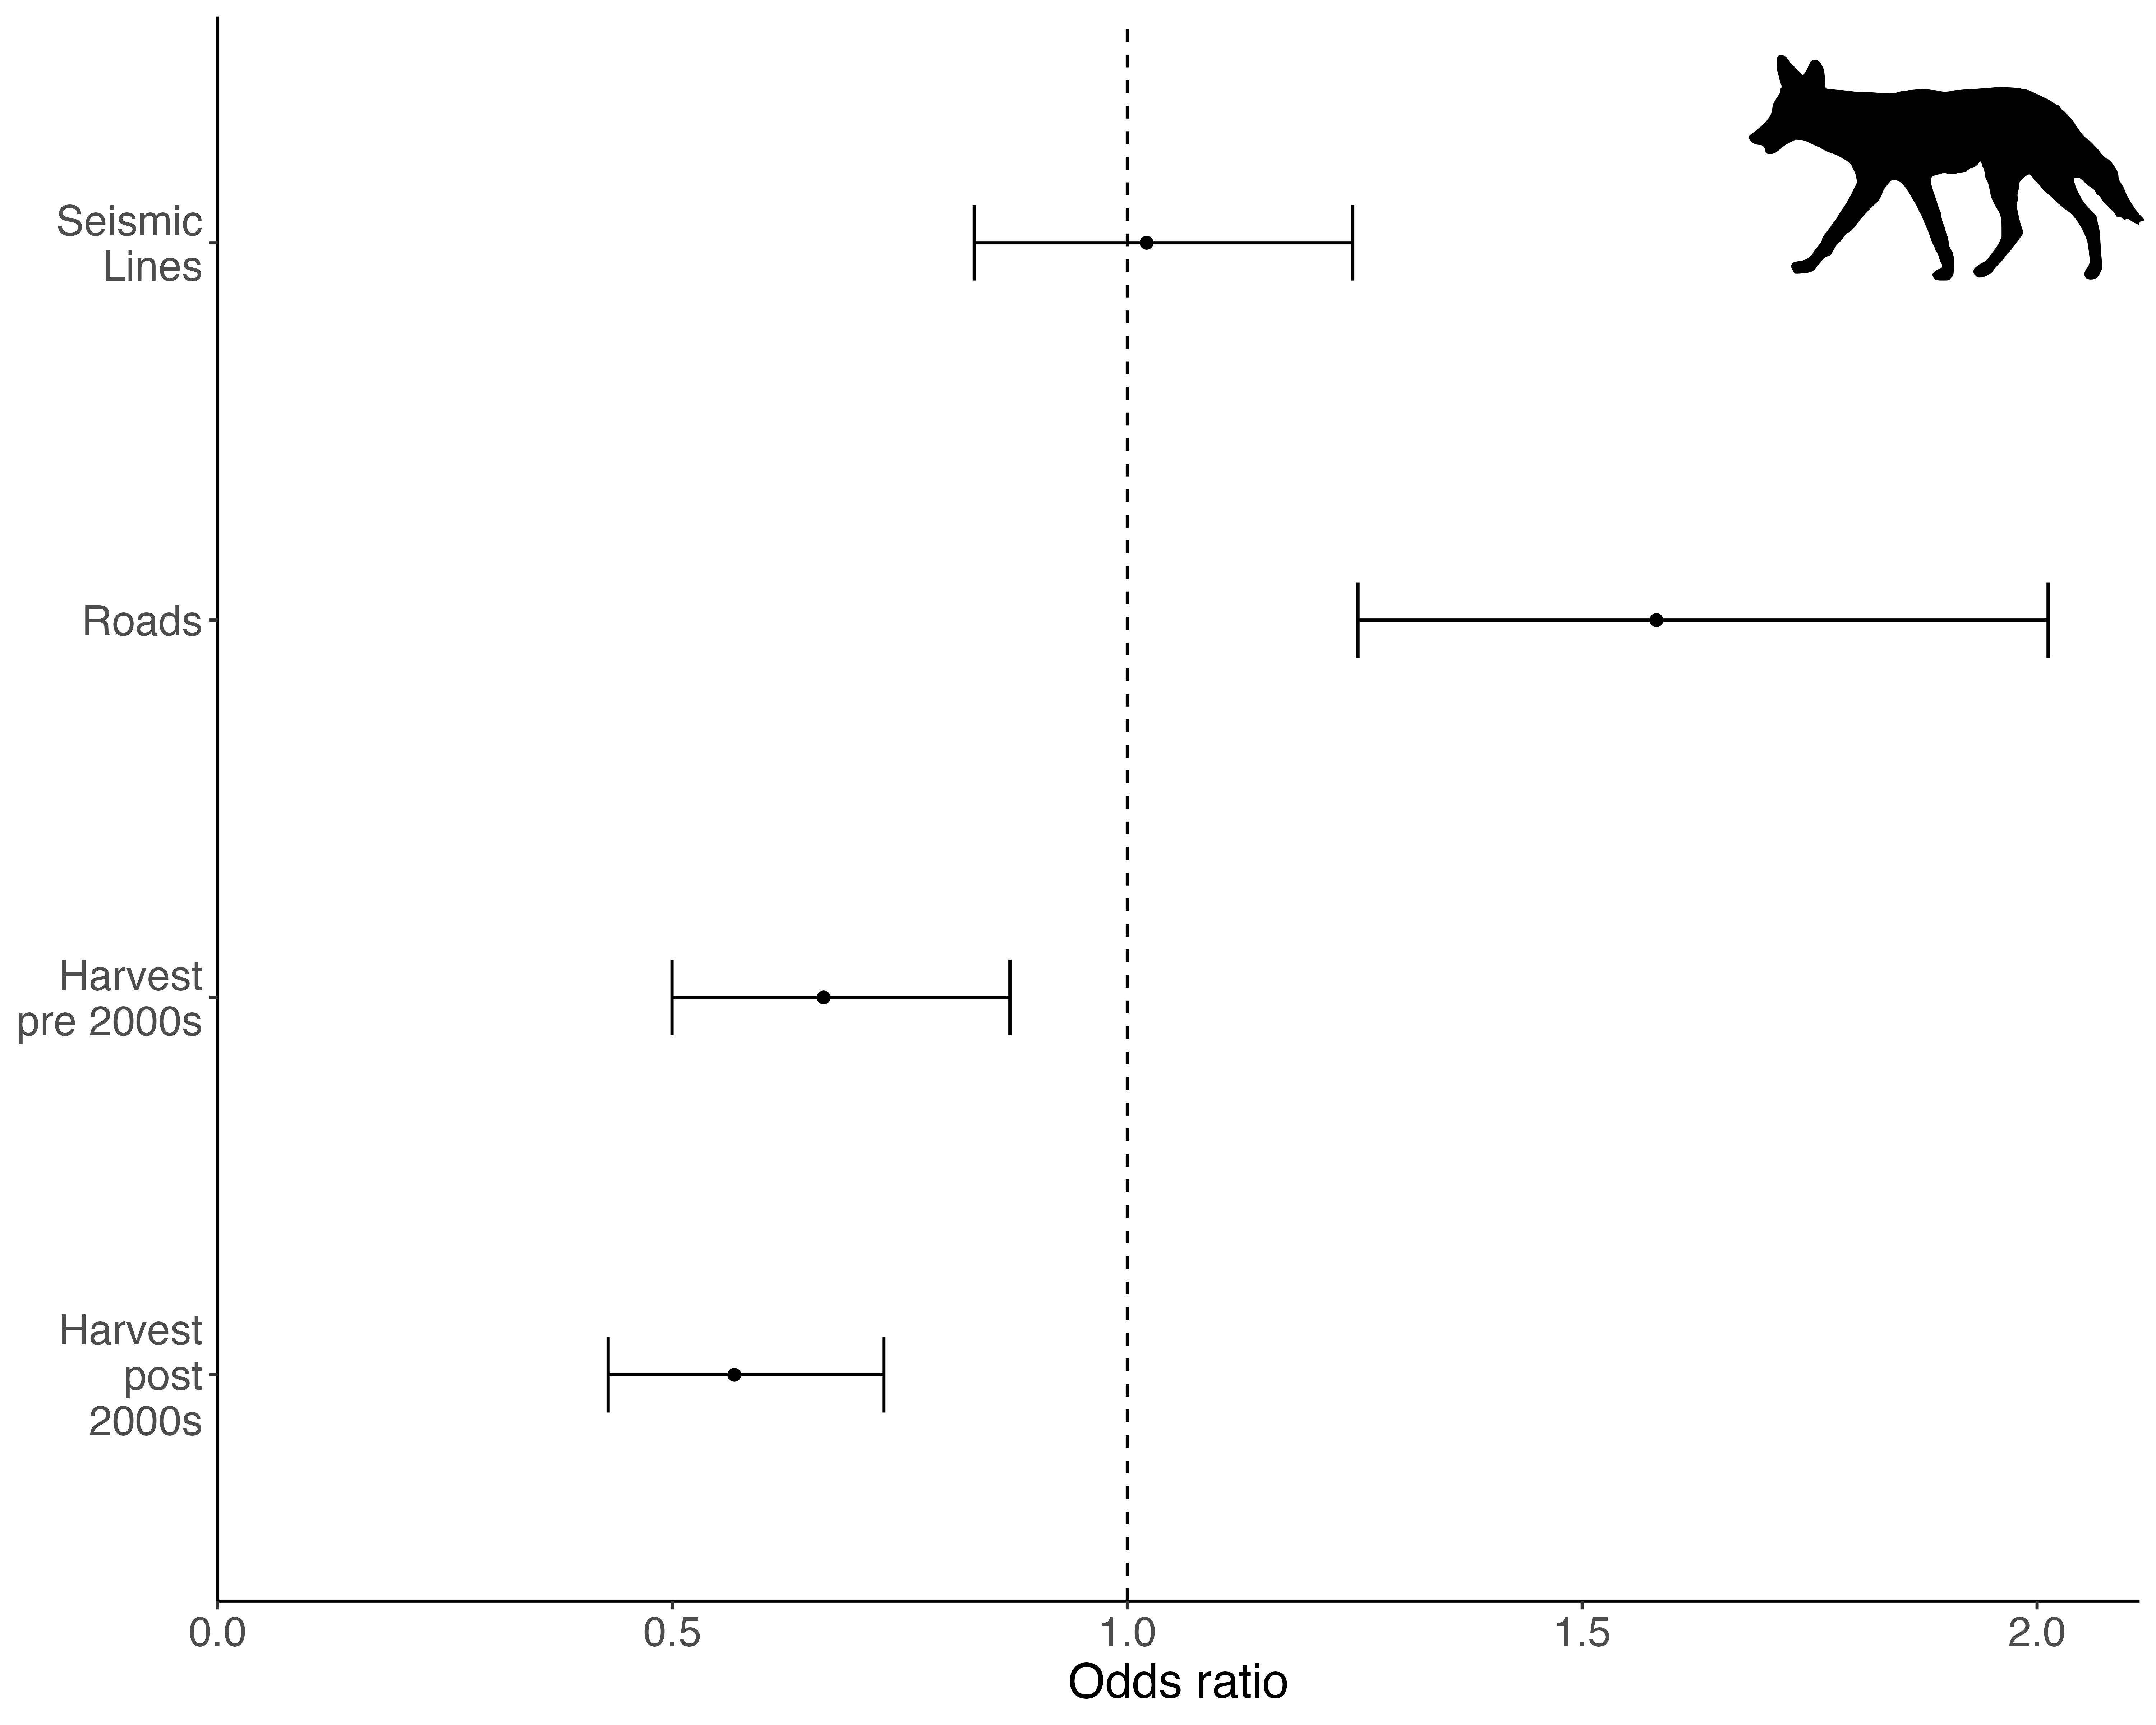 Seismic
Lines
Roads
Harvest
pre 2000s
Harvest
post
2000s
0.0 0.5 1.0 1.5 2.0
Odds ratio